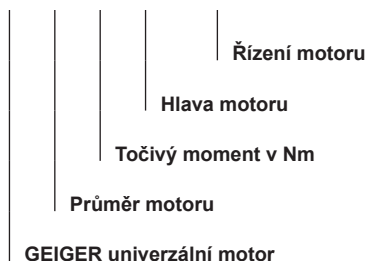 Řízení motoru
Hlava motoru
Točivý moment v Nm
Průměr motoru
GEIGER univerzální motor